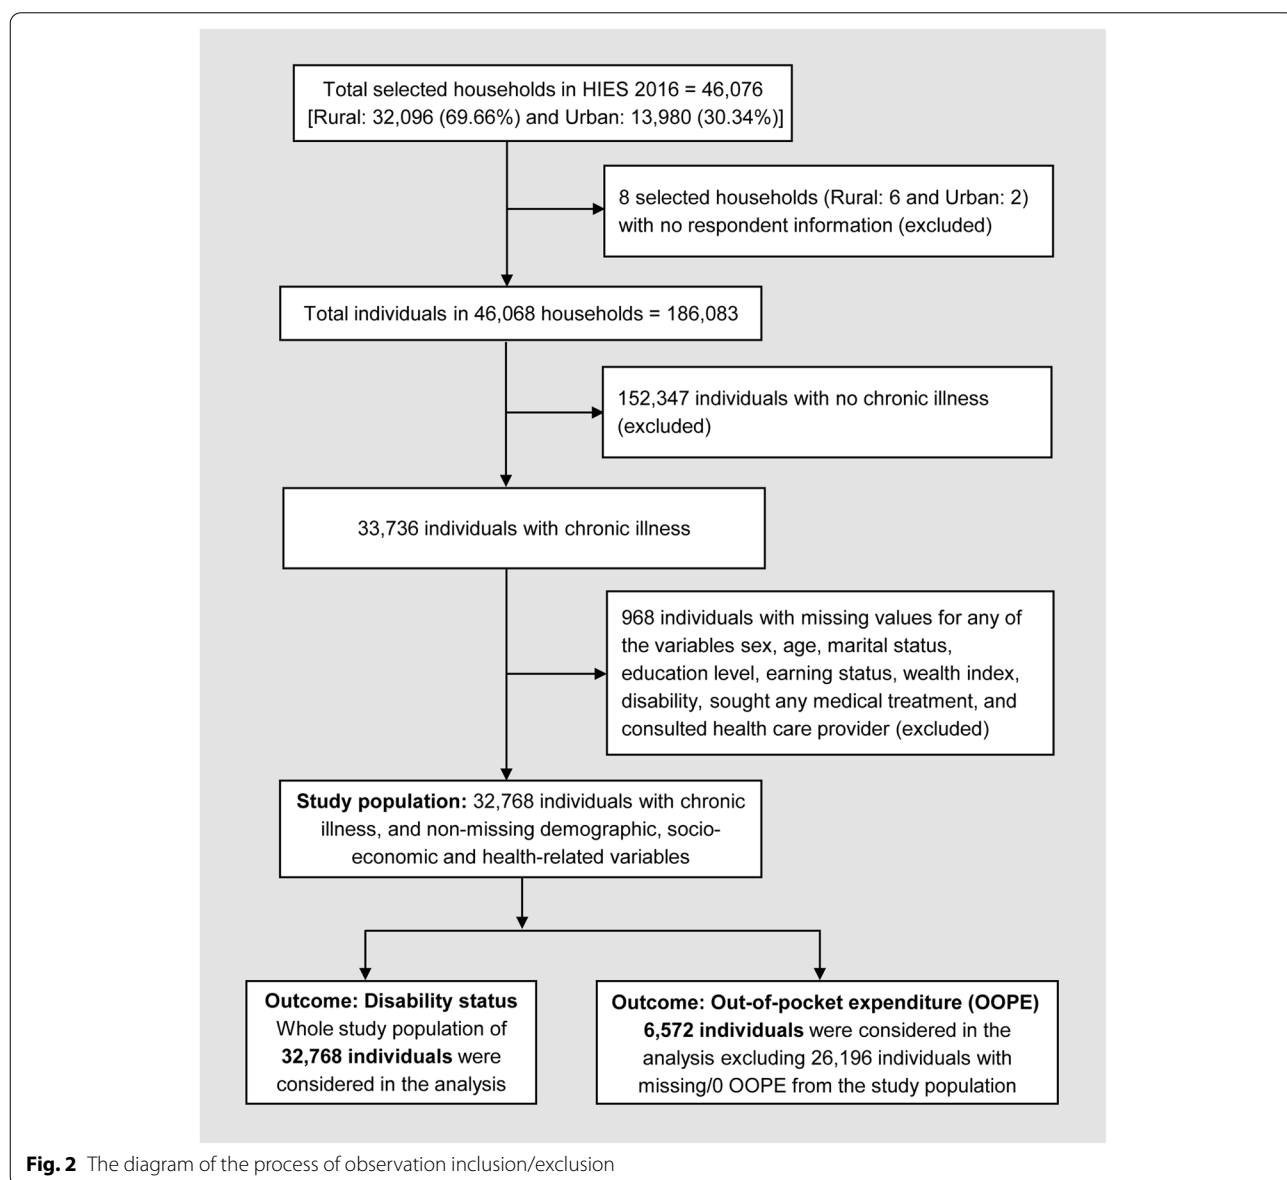 Total selected households in HIES 2016 = 46,076
[Rural: 32,096 (69.66%) and Urban: 13,980 (30.34%)]
8 selected households (Rural: 6 and Urban: 2)
with no respondent information (excluded)
Total individuals in 46,068 households = 186,083
152,347 individuals with no chronic illness
(excluded)
33,736 individuals with chronic illness
968 individuals with missing values for any of
the variables sex, age, marital status,
education level, earning status, wealth index,
disability, sought any medical treatment, and
consulted health care provider (excluded)
Study population: 32,768 individuals with chronic
illness, and non-missing demographic, socio-
economic and health-related variables
Outcome: Disability status
Whole study population of
32,768 individuals were
considered in the analysis
Outcome: Out-of-pocket expenditure (OOPE)
6,572 individuals were considered in the
analysis excluding 26,196 individuals with
missing/0 OOPE from the study population
Fig. 2 The diagram of the process of observation inclusion/exclusion